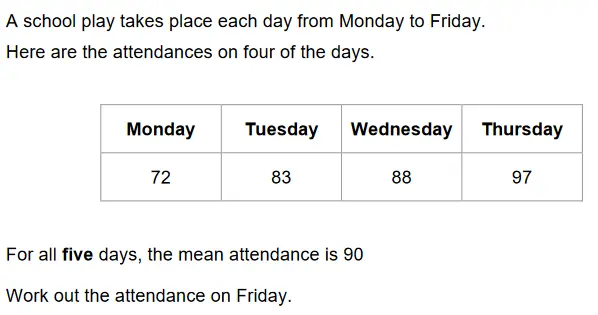 A school play takes place each day from Monday to Friday.
Here are the attendances on four of the days.
Monday Tuesday Wednesday Thursday
72 83 88 97
For all five days, the mean attendance is 90
Work out the attendance on Friday.